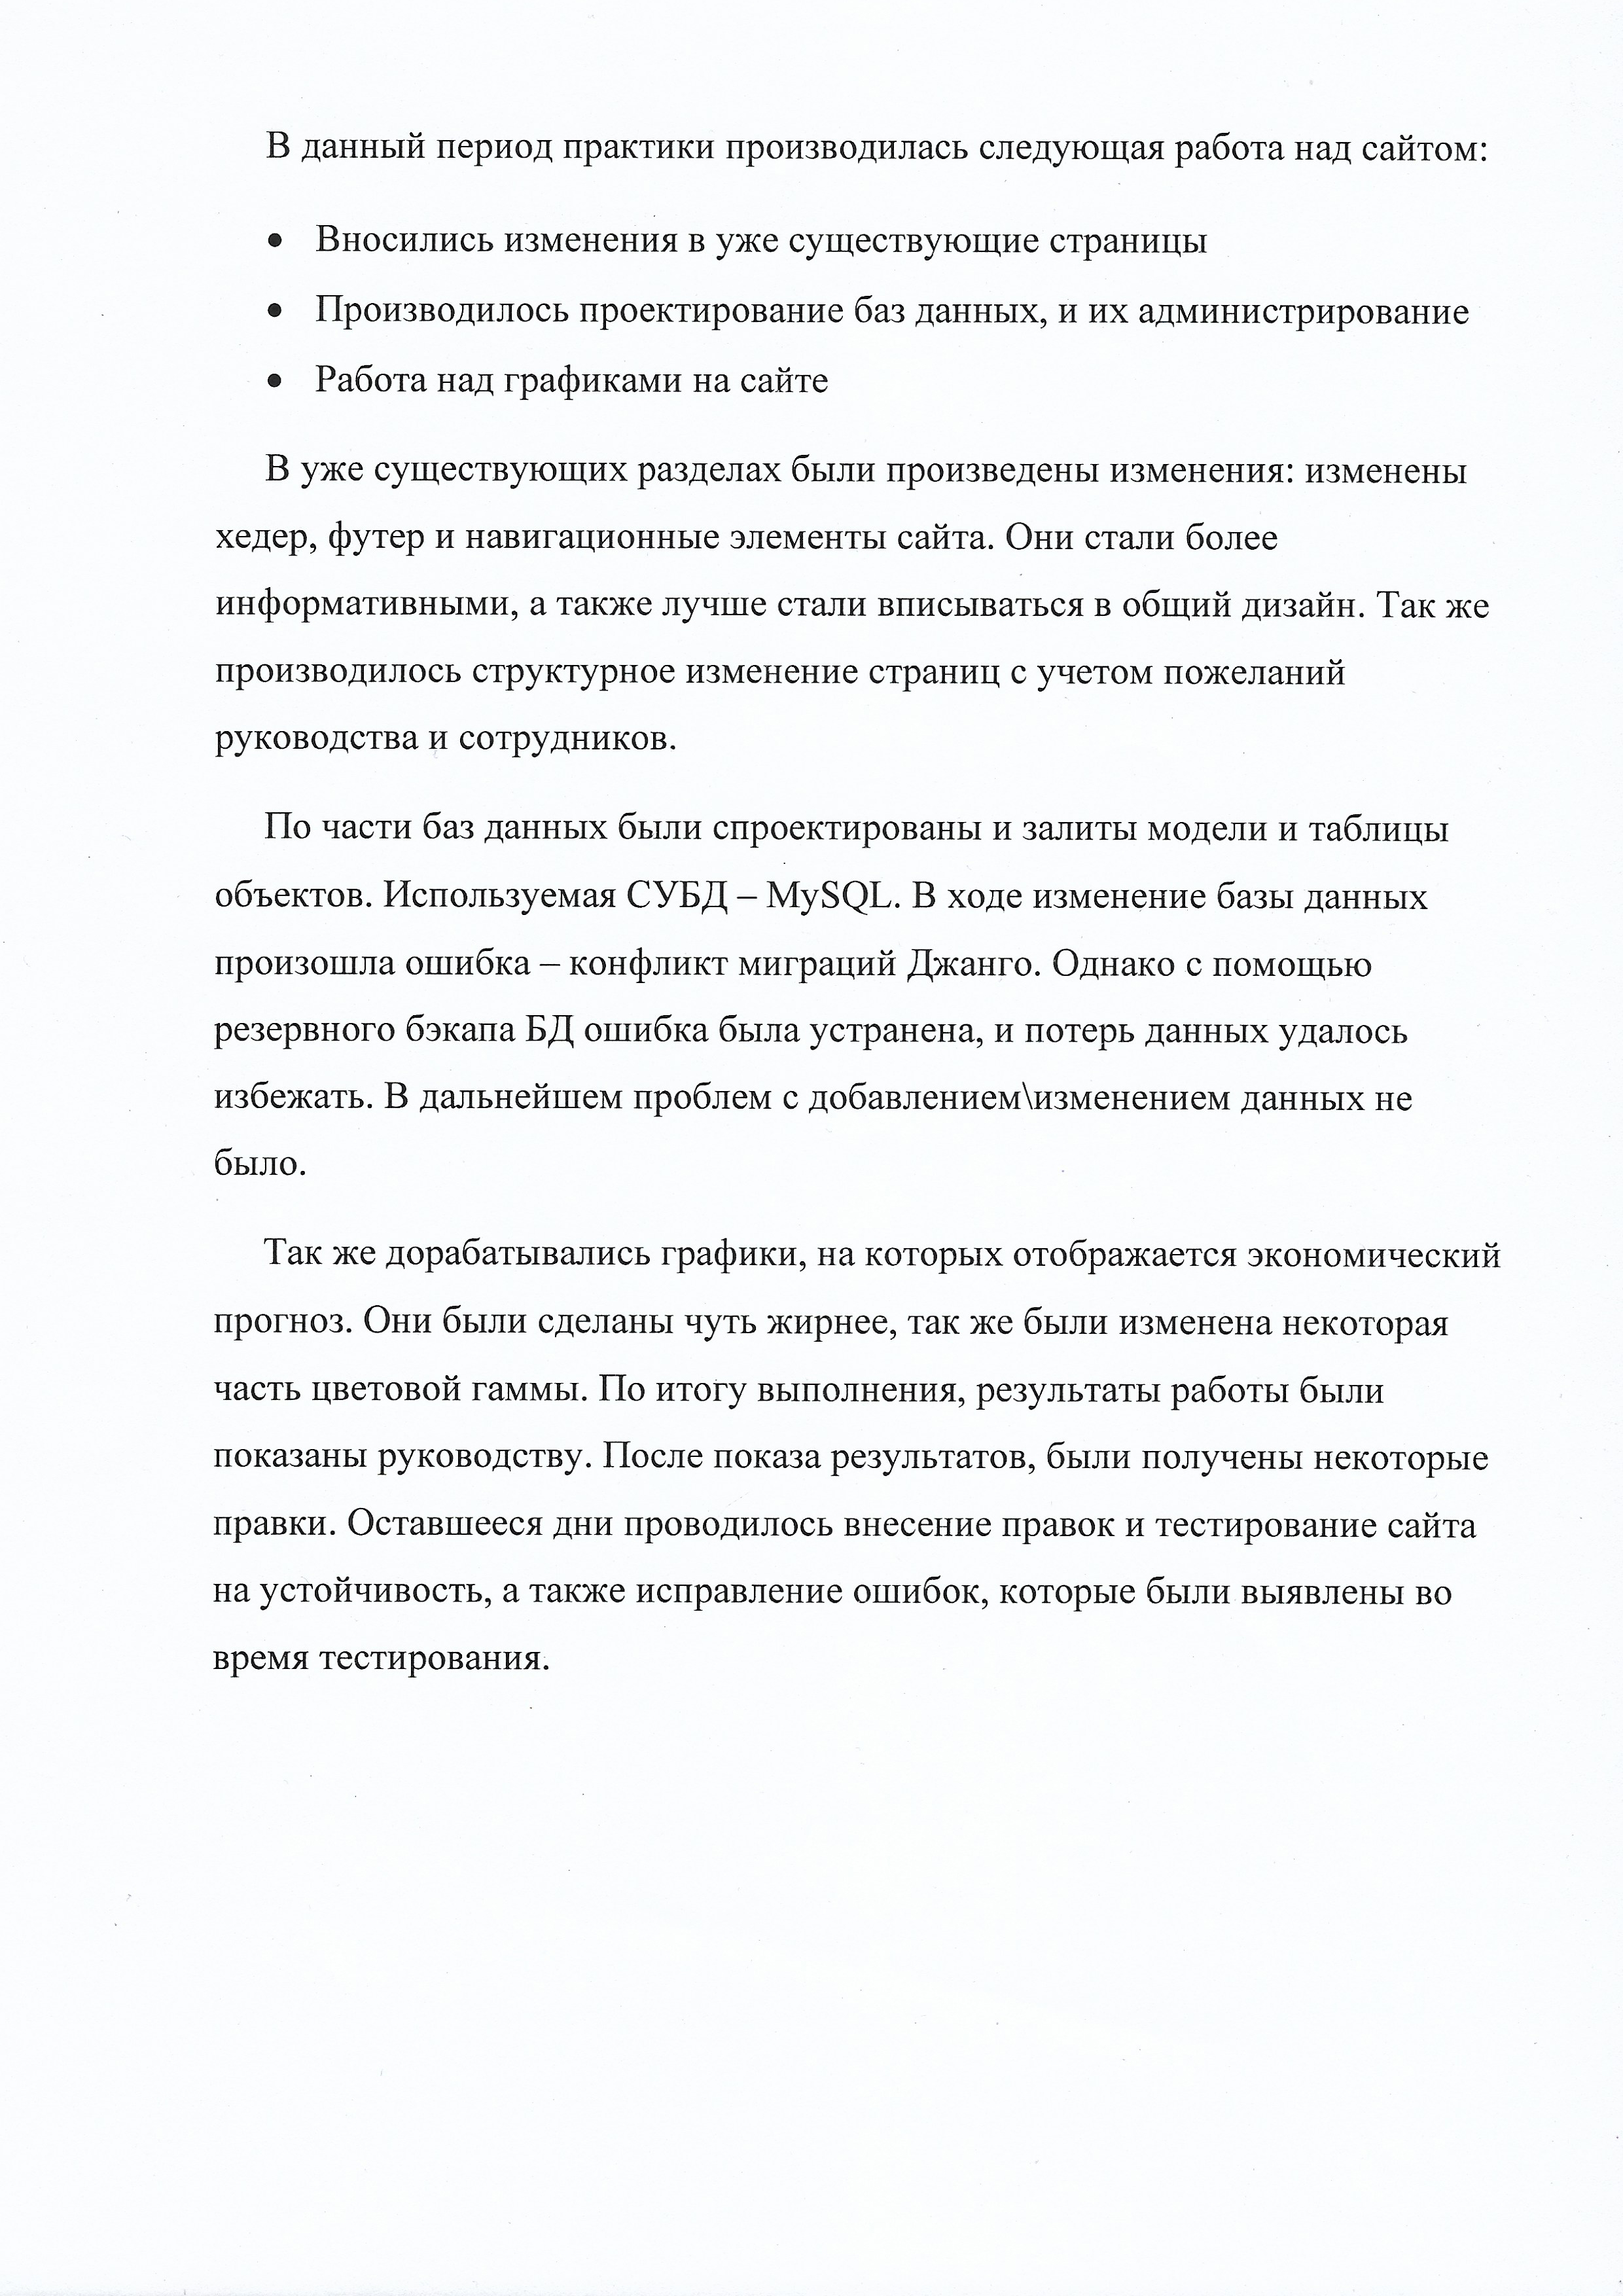 В данный период практики производилась следующая работа над сайтом:
• Вносились изменения в уже существующие страницы
• Производилось проектирование баз данных, и их администрирование
• Работа над графиками на сайте
В уже существующих разделах были произведены изменения: изменены
хедер, футер и навигационные элементы сайта. Они стали более
информативными, а также лучше стали вписываться в общий дизайн. Так же
производилось структурное изменение страниц с учетом пожеланий
руководства и сотрудников.
По части баз данных были спроектированы и залиты модели и таблицы
объектов. Используемая СУБД – MySQL. В ходе изменение базы данных
произошла ошибка – конфликт миграций Джанго. Однако с помощью
резервного бэкапа БД ошибка была устранена, и потерь данных удалось
избежать. В дальнейшем проблем с добавлением\изменением данных не
было.
Так же дорабатывались графики, на которых отображается экономический
прогноз. Они были сделаны чуть жирнее, так же были изменена некоторая
часть цветовой гаммы. По итогу выполнения, результаты работы были
показаны руководству. После показа результатов, были получены некоторые
правки. Оставшееся дни проводилось внесение правок и тестирование сайта
на устойчивость, а также исправление ошибок, которые были выявлены во
время тестирования.